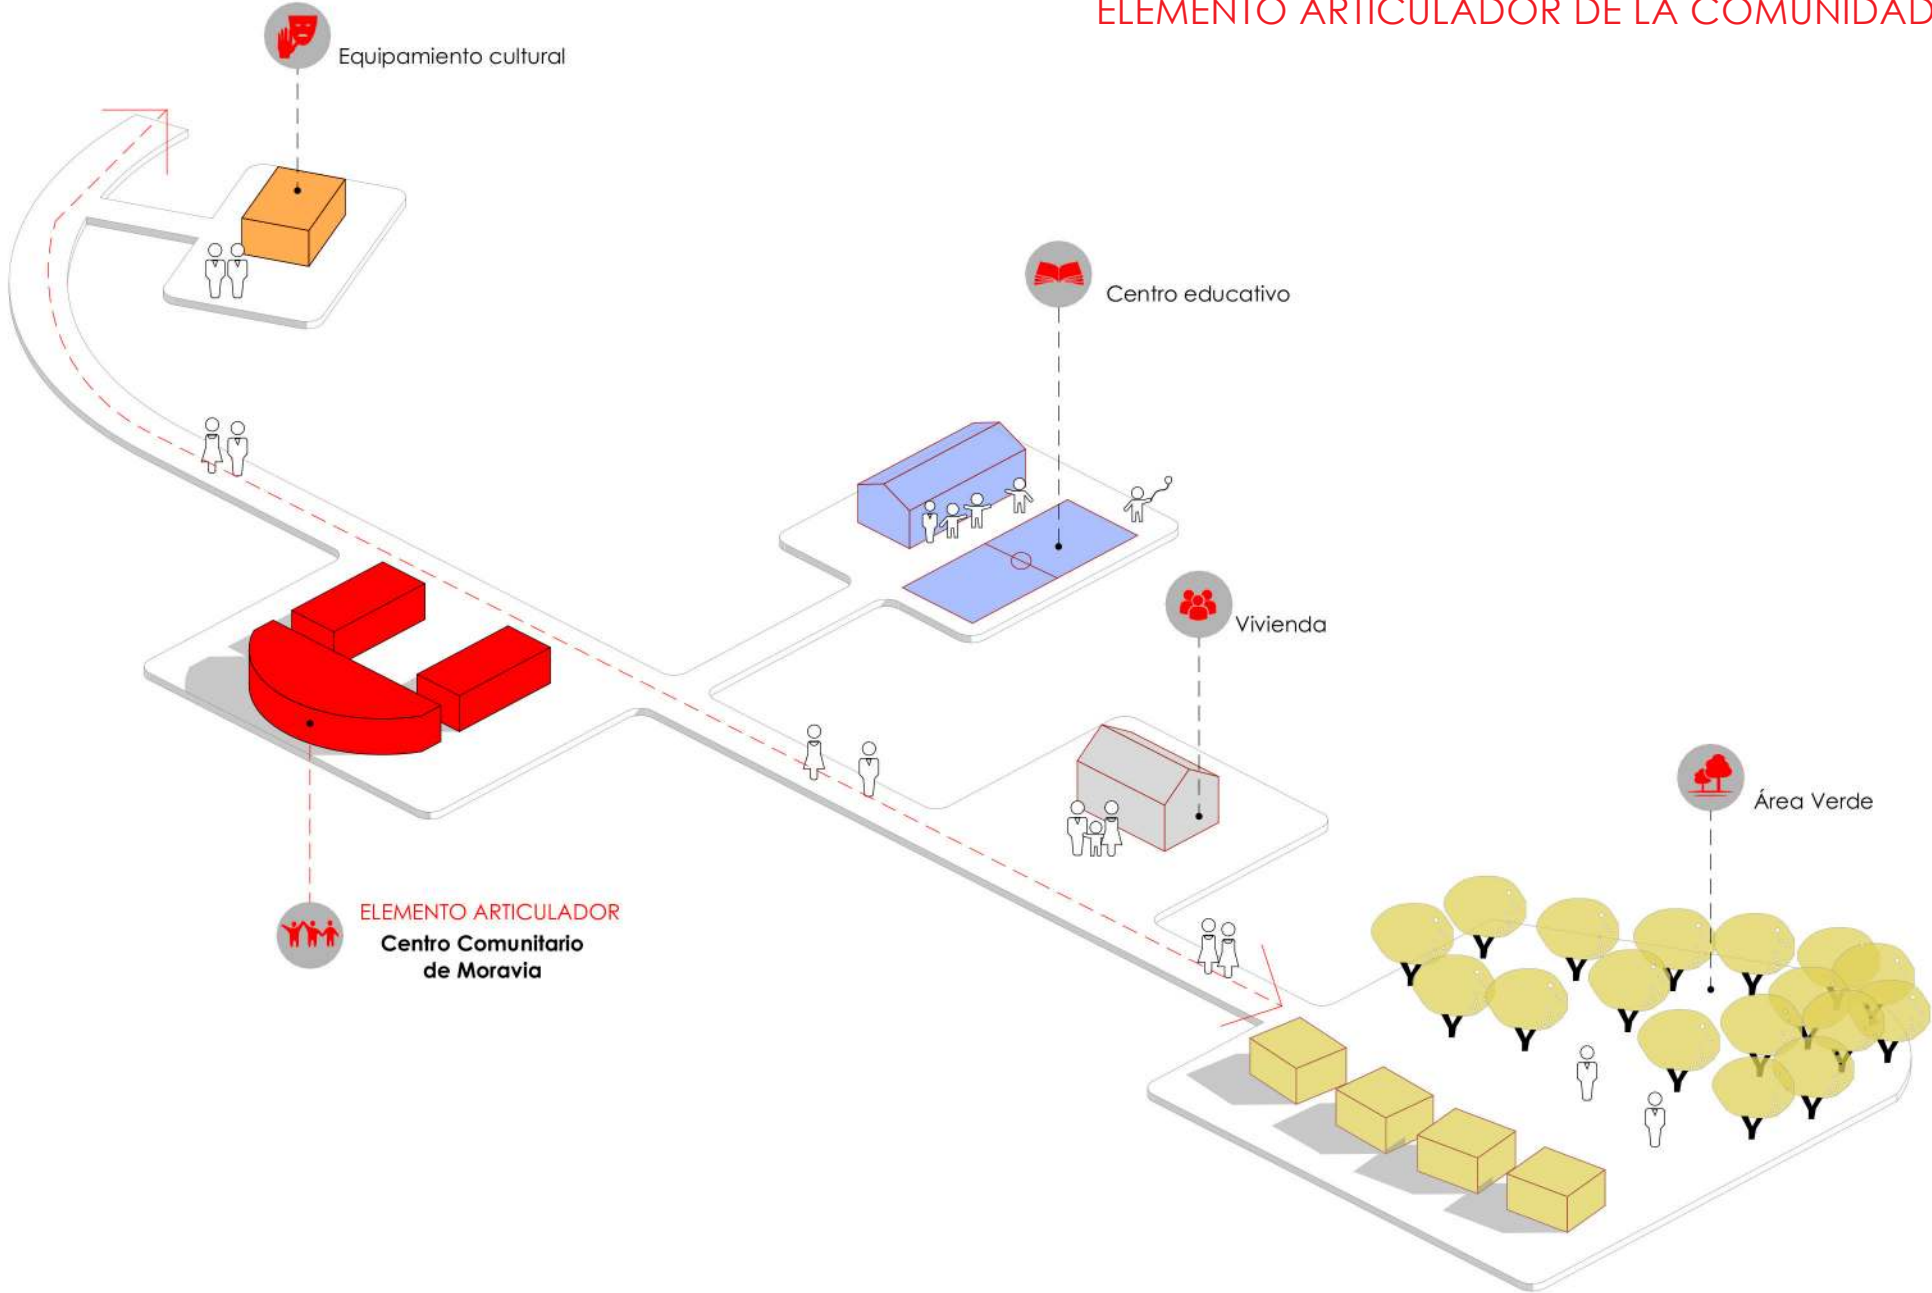 ELEMENTO ARTICULADOR DE LA COMUNIDAD
Equipamiento cultural
Centro educativo
Vivienda
Área Verde
ELEMENTO ARTICULADOR
Centro Comunitario
de Moravia